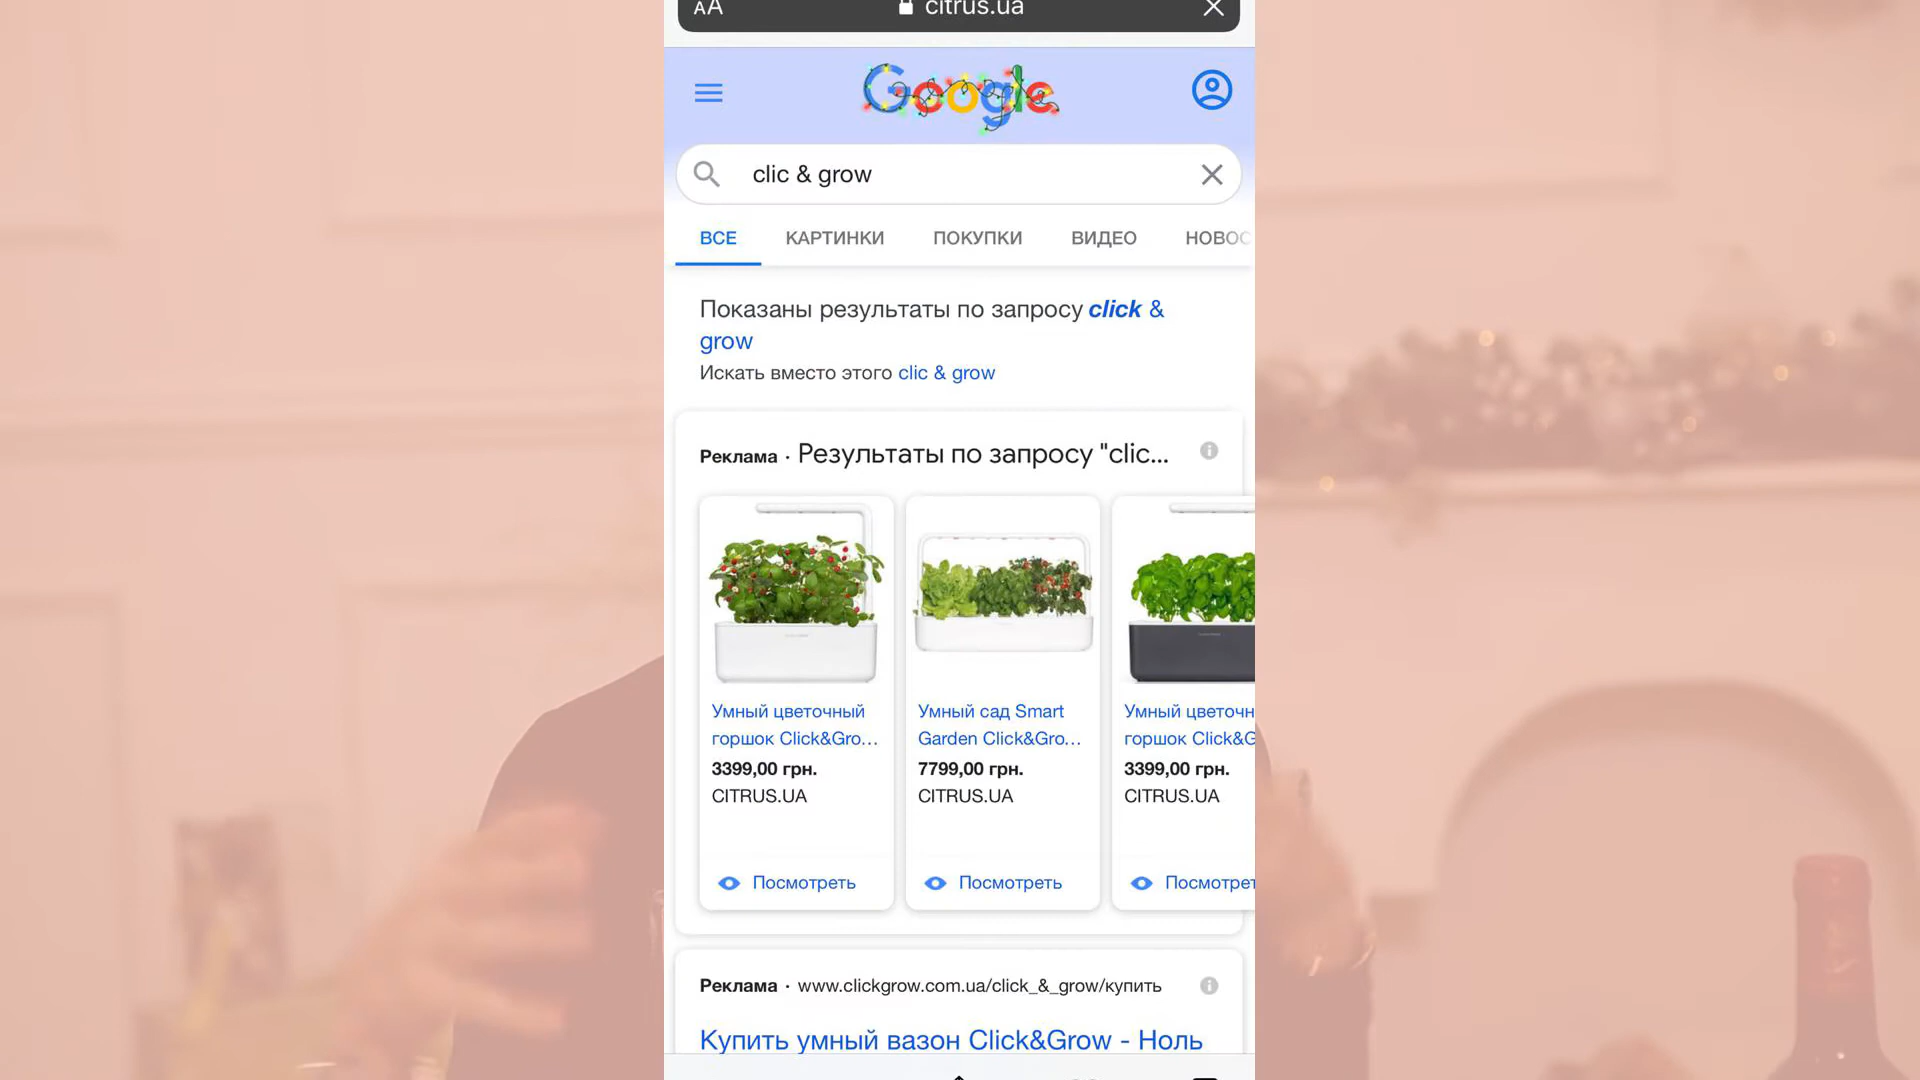 AA citrus.ua
Google
clic & grow
ВСЕ КАРТИНКИ ПОКУПКИ ВИДЕО НОВОС
Показаны результаты по запросу click &
grow
Искать вместо этого clic & grow
Реклама · Результаты по запросу "clic...
Умный цветочный
горшок Click&Gro...
3399,00 грн.
CITRUS.UA
Посмотреть
Умный сад Smart
Garden Click&Gro...
7799,00 грн.
CITRUS.UA
Посмотреть
Умный цветочн
горшок Click&G
3399,00 грн.
CITRUS.UA
Посмотрет
Реклама · www.clickgrow.com.ua/click_&_grow/купить
Купить умный вазон Click&Grow - Ноль